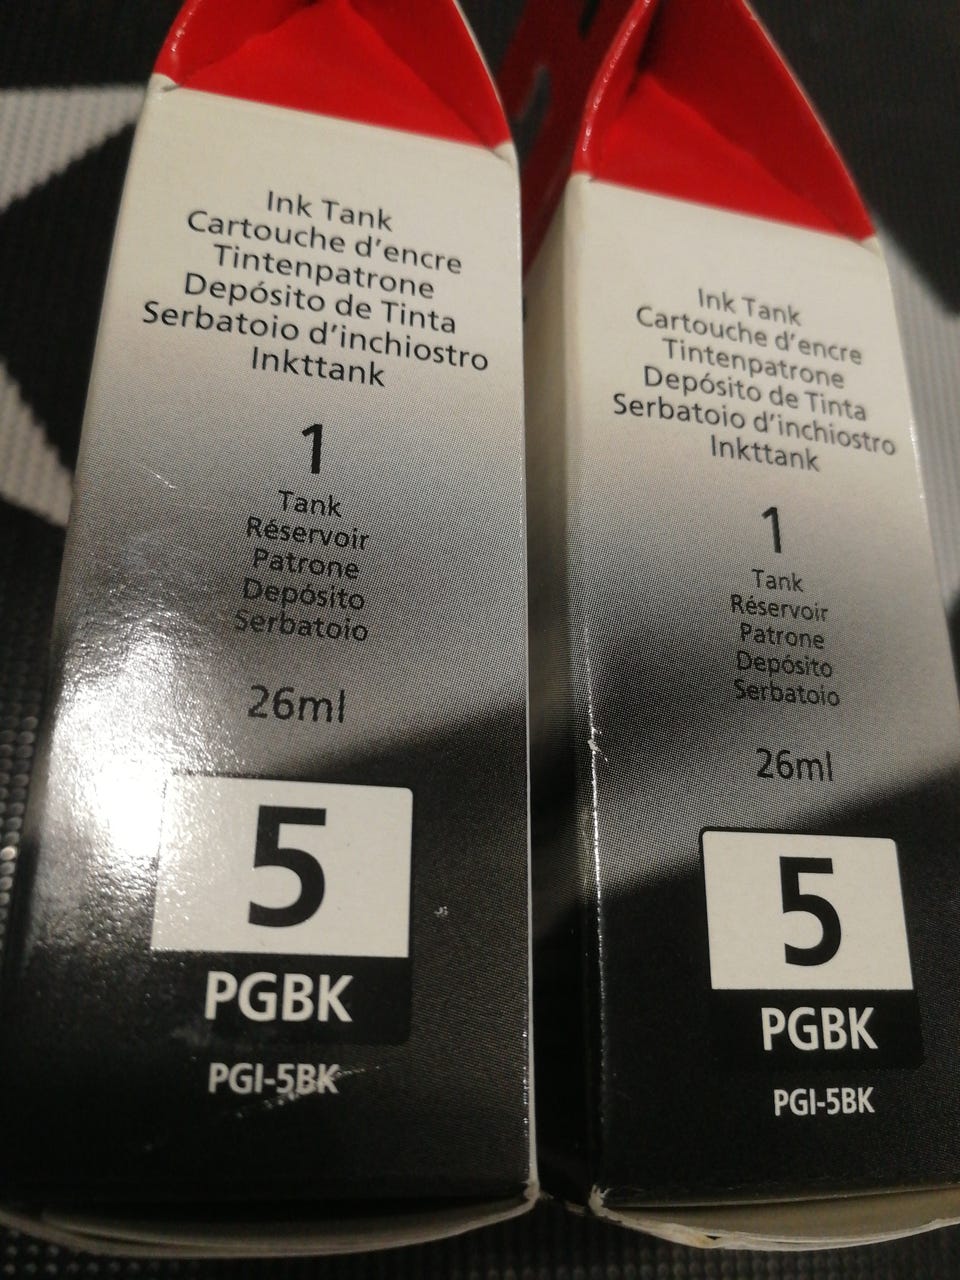 Ink Tank
Cartouche d'encre
Tintenpatrone
Depósito de Tinta
Serbatoio d'inchiostro
Inkttank
1
Tank
Réservoir
Patrone
Depósito
Serbatoio
26ml
5
PGBK
PGI-5BK
Ink Tank
Cartouche d'encre
Tintenpatrone
Depósito de Tinta
Serbatoio d'inchiostro
Inkttank
1
Tank
Réservoir
Patrone
Depósito
Serbatoio
26ml
5
PGBK
PGI-5BK